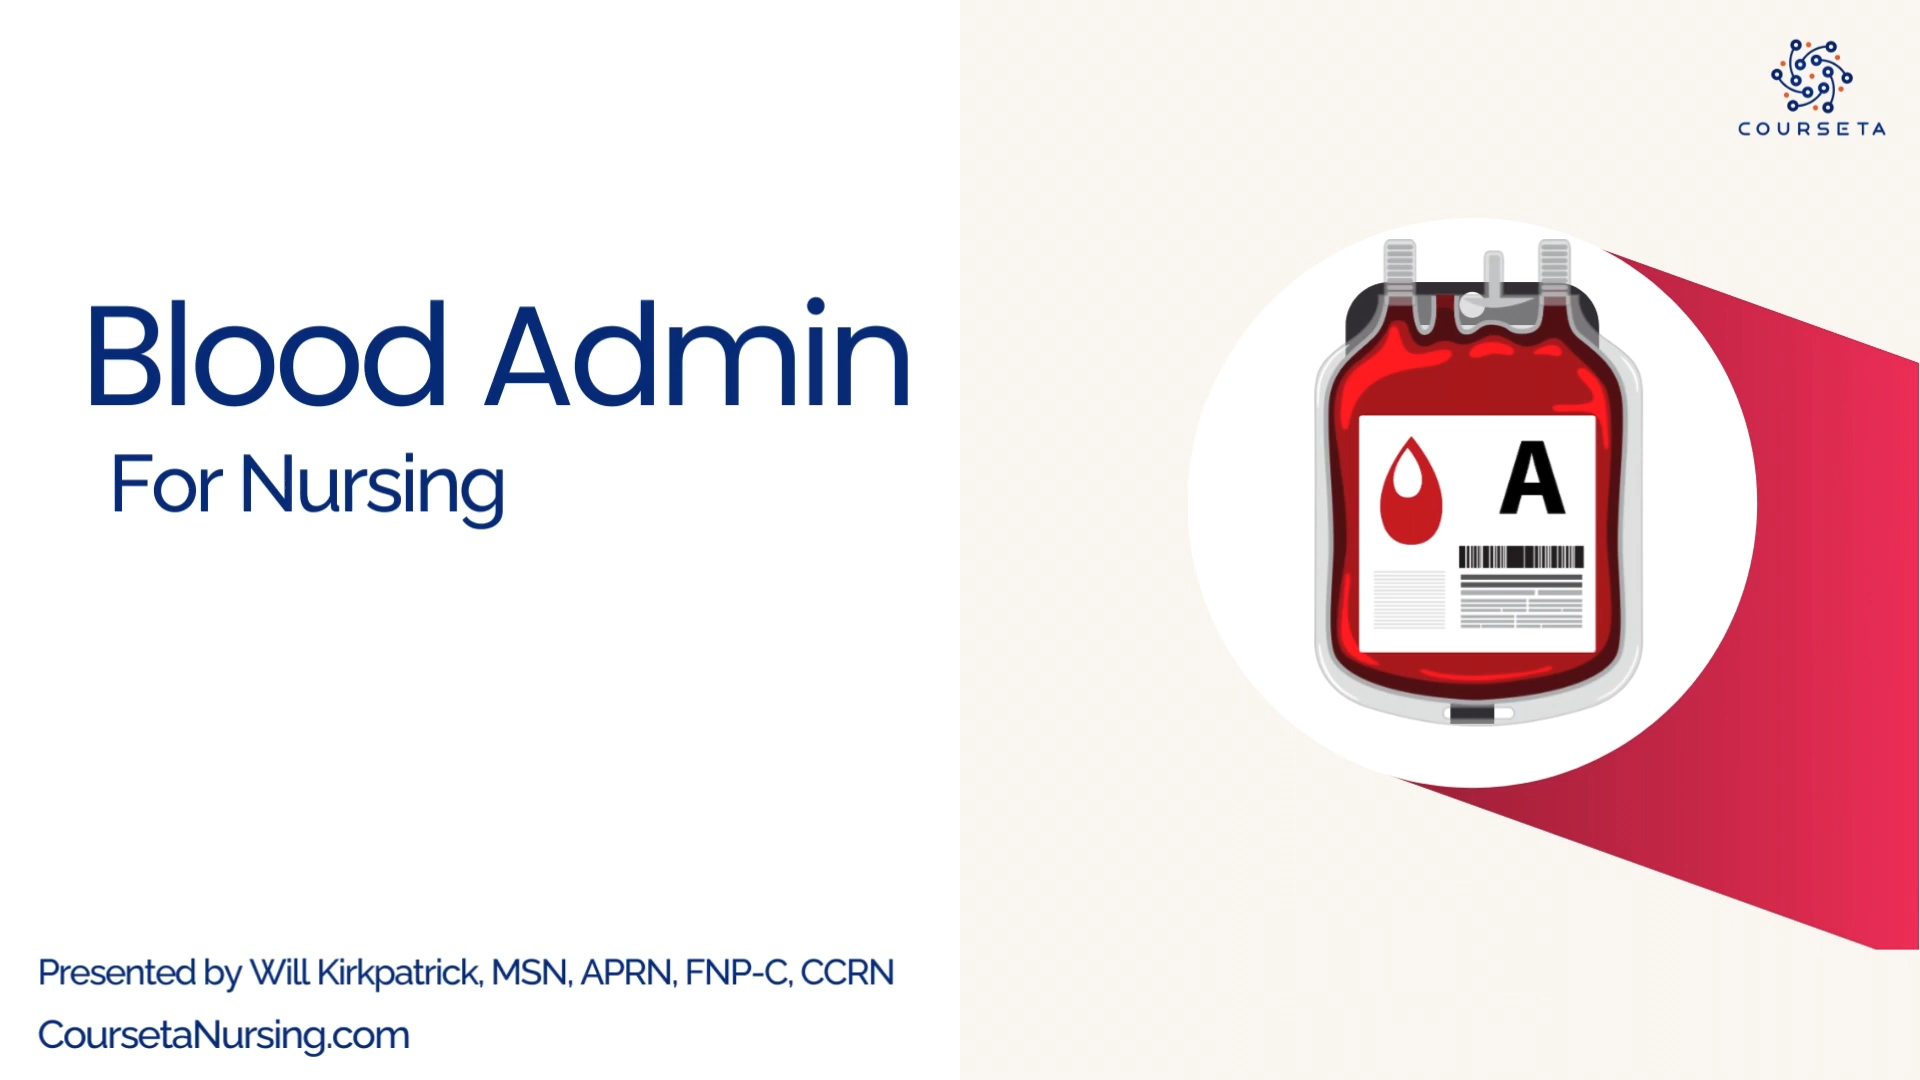 Blood Admin
For Nursing
Presented by Will Kirkpatrick, MSN, APRN, FNP-C, CCRN
CoursetaNursing.com
COURSETA
A